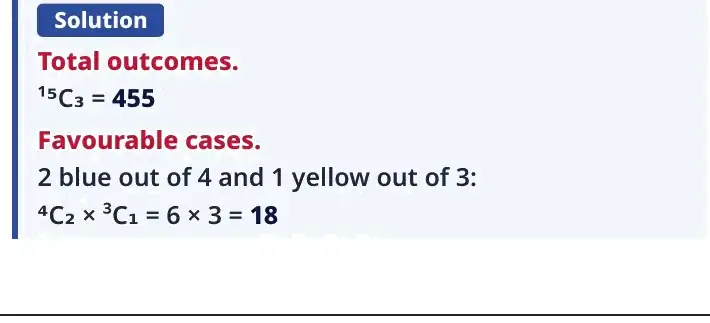 Solution
Total outcomes.
¹⁵C₃ = 455
Favourable cases.
2 blue out of 4 and 1 yellow out of 3:
⁴C₂ × ³C₁ = 6 × 3 = 18